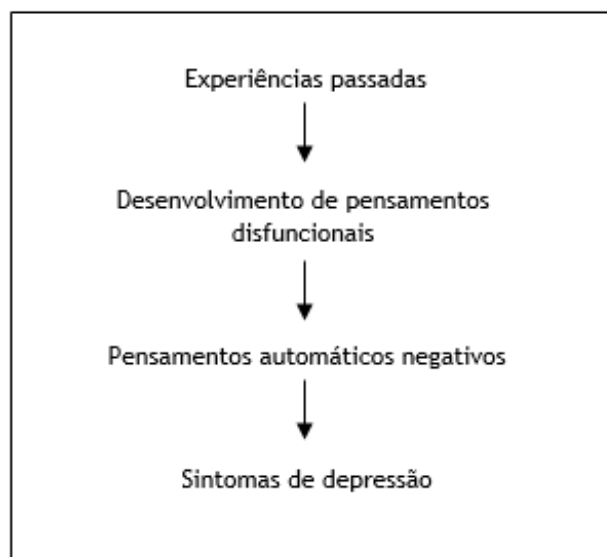 Experiências passadas
Desenvolvimento de pensamentos
disfuncionais
Pensamentos automáticos negativos
Sintomas de depressão